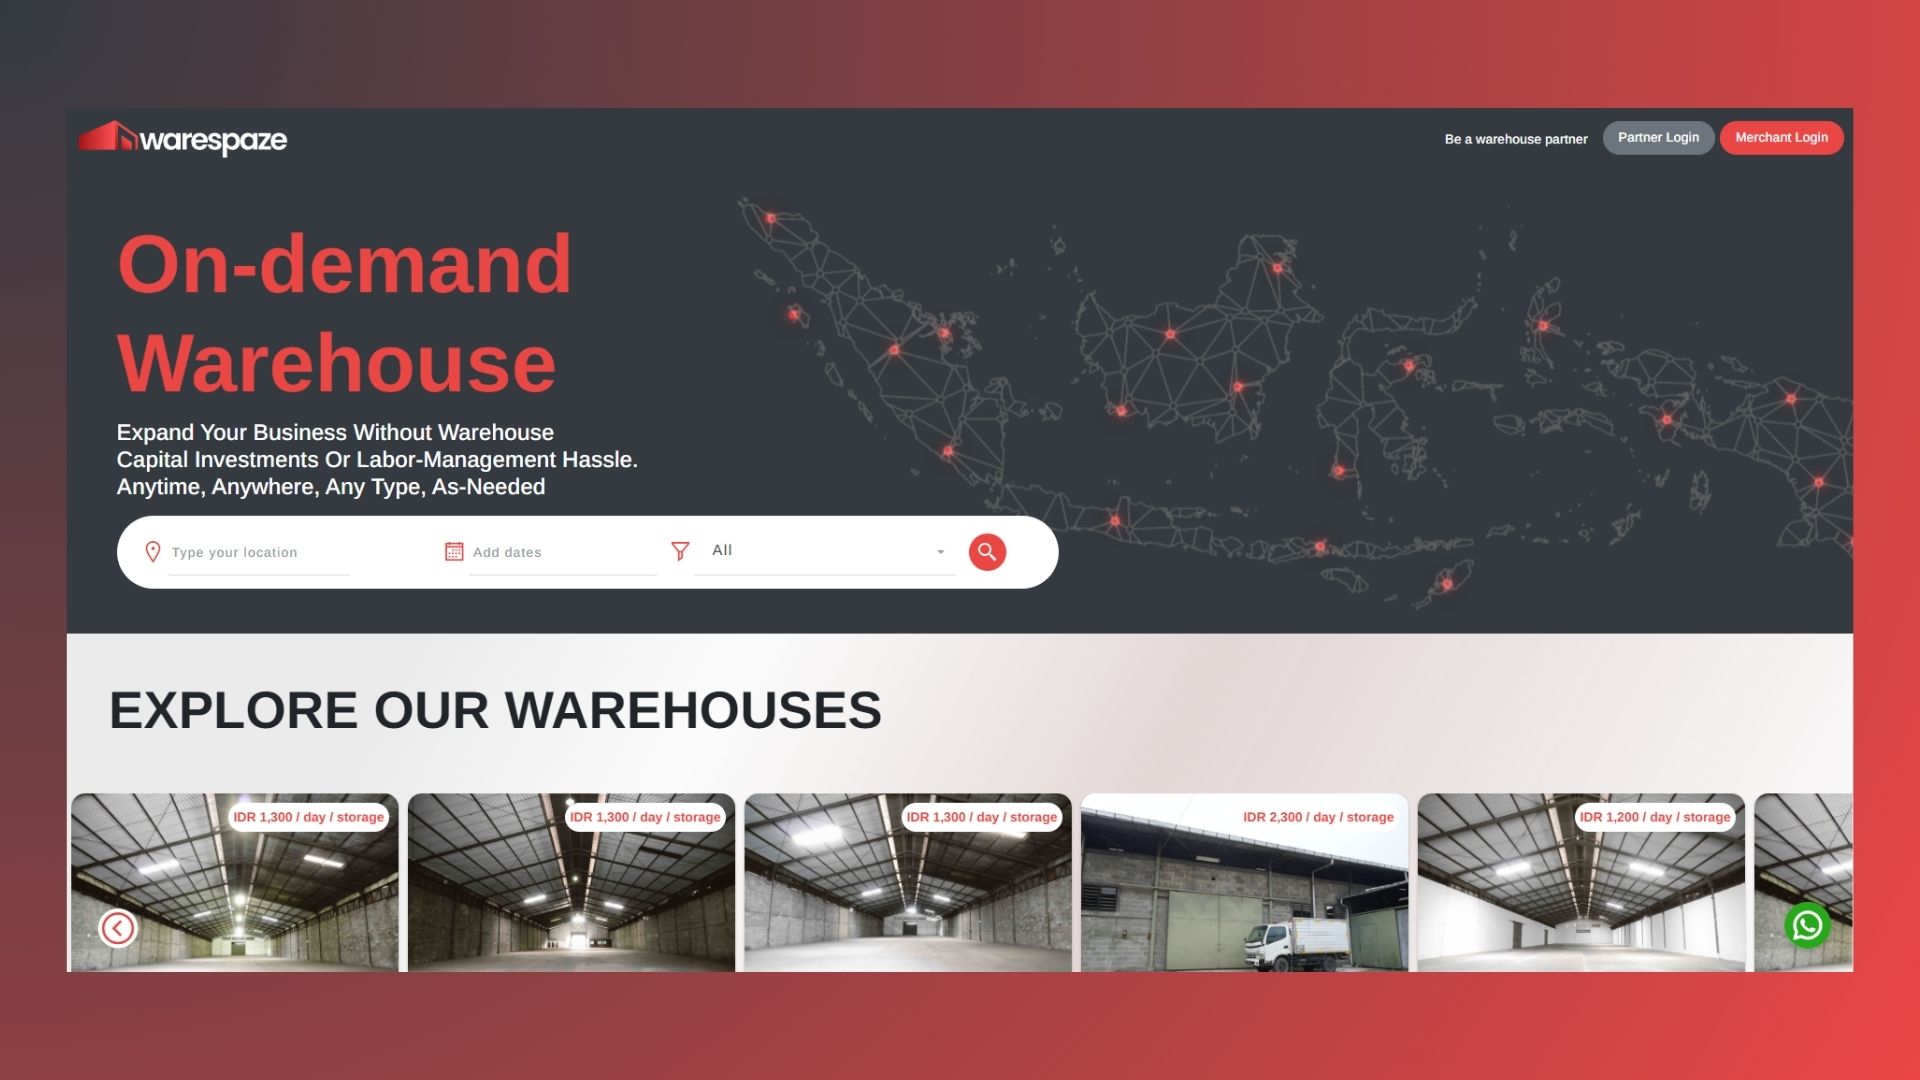 warespaze
Be a warehouse partner
Partner Login
Merchant Login
On-demand
Warehouse
Expand Your Business Without Warehouse
Capital Investments Or Labor-Management Hassle.
Anytime, Anywhere, Any Type, As-Needed
Type your location
Add dates
All
EXPLORE OUR WAREHOUSES
IDR 1,300 / day / storage
IDR 1,300 / day / storage
IDR 1,300 / day / storage
IDR 2,300 / day / storage
IDR 1,200 / day / storage